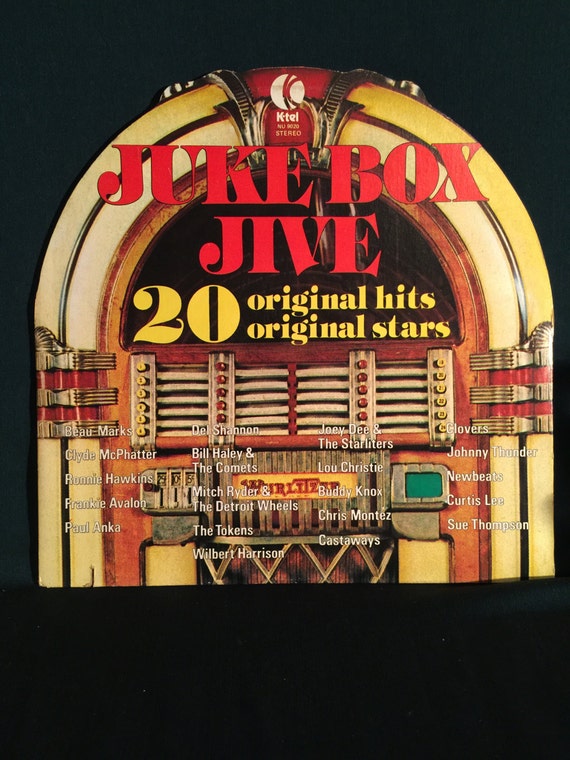 K-tel
NU 9020
STEREO
JUKE BOX
JIVE
20 original hits
original stars
Beau-Marks
Clyde McPhatter
Ronnie Hawkins
Frankie Avalon
Paul Anka
Del Shannon
Bill Haley &
The Comets
Mitch Ryder &
The Detroit Wheels
The Tokens
Wilbert Harrison
Joey Dee &
The Starliters
Lou Christie
Buddy Knox
Chris Montez
Castaways
Glovers
Johnny Thunder
Newbeats
Curtis Lee
Sue Thompson